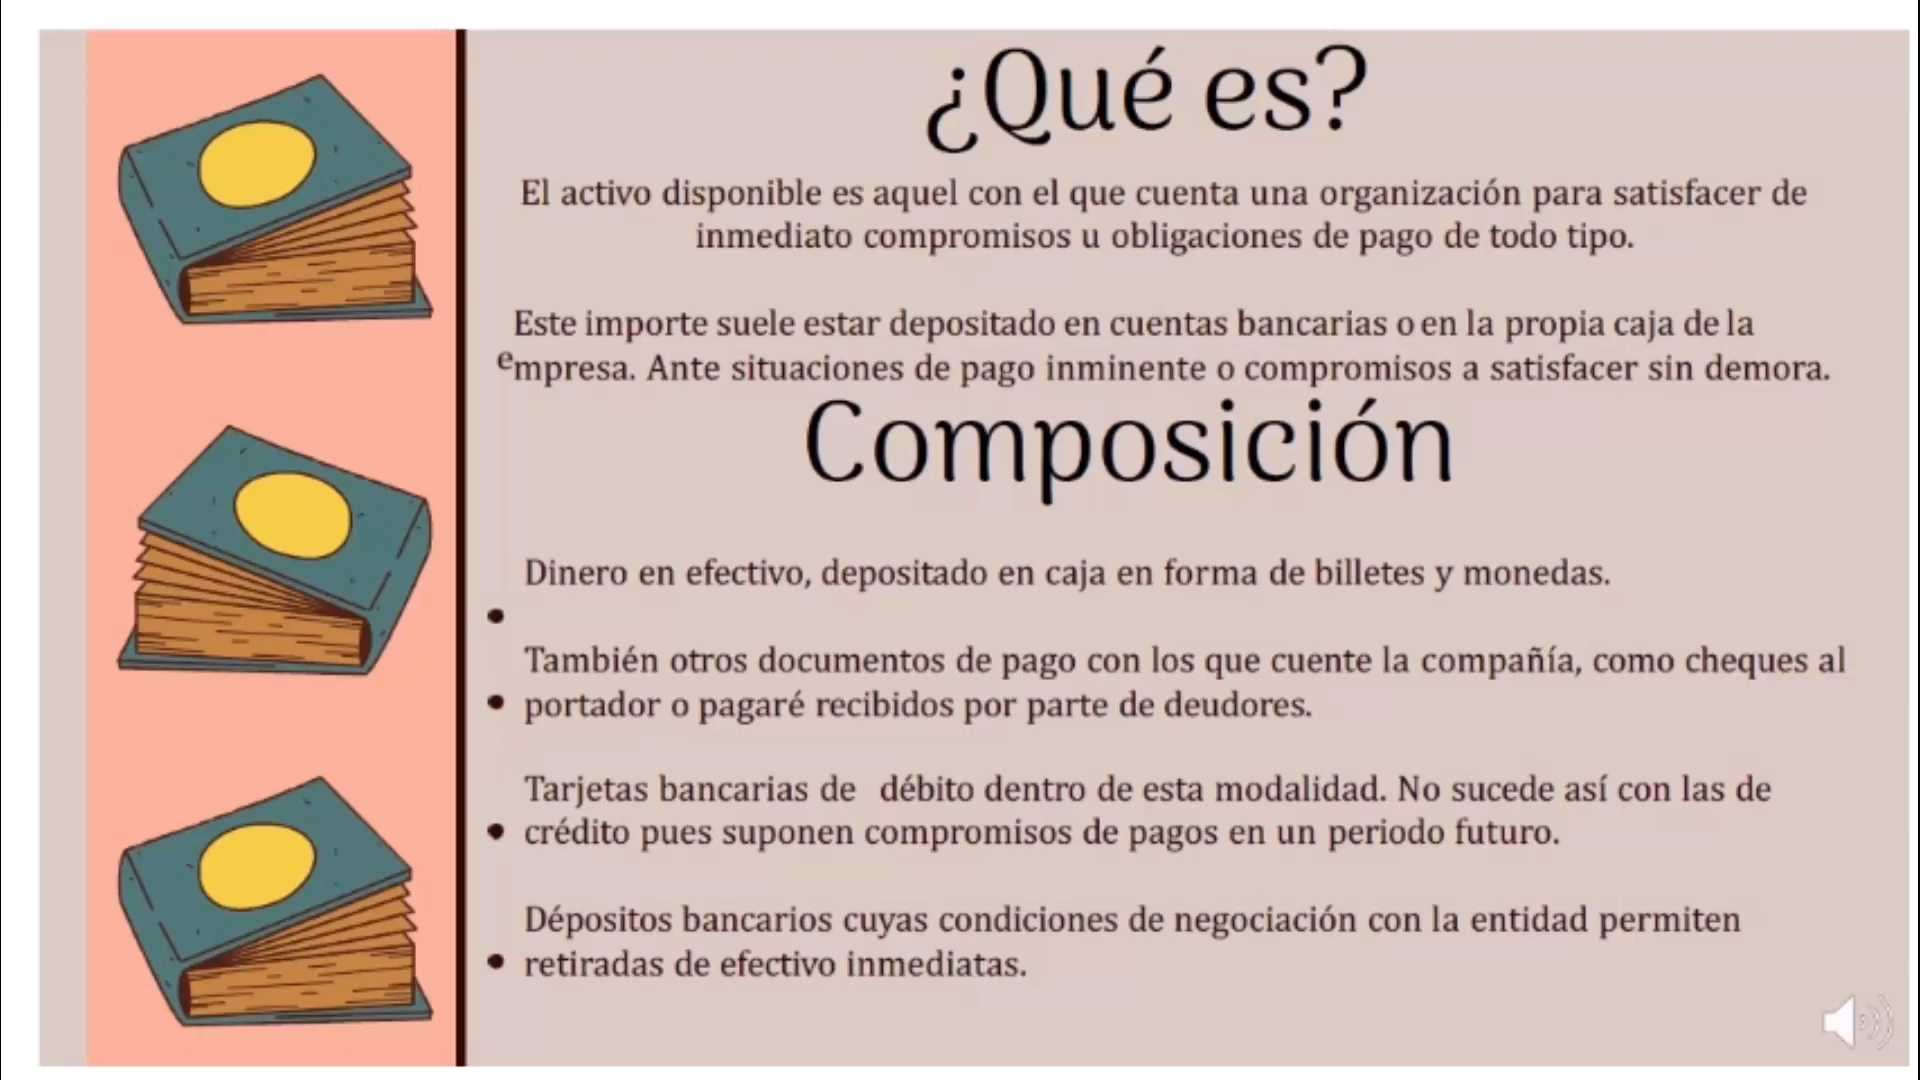 ¿Qué es?
El activo disponible es aquel con el que cuenta una organización para satisfacer de
inmediato compromisos u obligaciones de pago de todo tipo.
Este importe suele estar depositado en cuentas bancarias o en la propia caja de la
empresa. Ante situaciones de pago inminente o compromisos a satisfacer sin demora.
Composición
Dinero en efectivo, depositado en caja en forma de billetes y monedas.
•
También otros documentos de pago con los que cuente la compañía, como cheques al
• portador o pagaré recibidos por parte de deudores.
Tarjetas bancarias de débito dentro de esta modalidad. No sucede así con las de
• crédito pues suponen compromisos de pagos en un periodo futuro.
Dépositos bancarios cuyas condiciones de negociación con la entidad permiten
• retiradas de efectivo inmediatas.